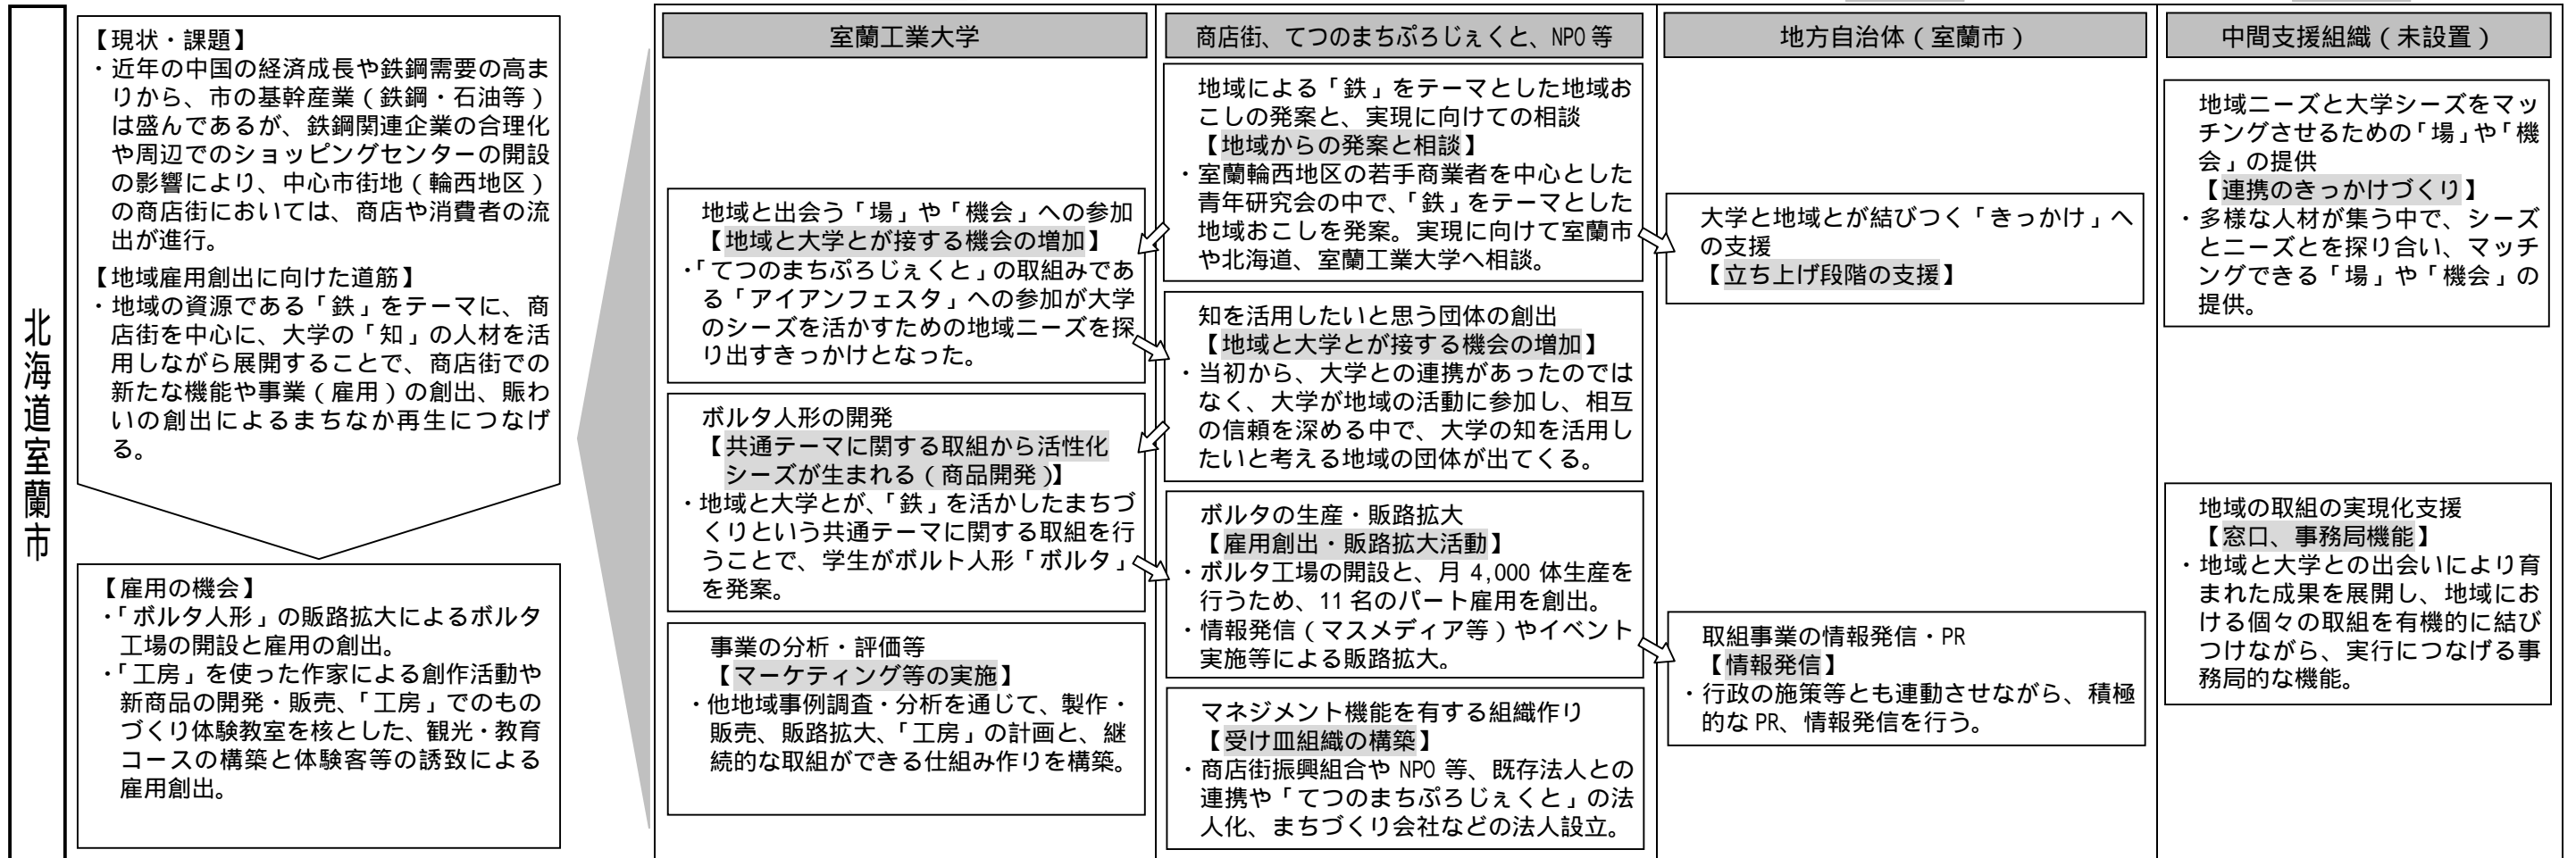 北海道室蘭市
【現状・課題】
・近年の中国の経済成長や鉄鋼需要の高ま
りから、市の基幹産業（鉄鋼・石油等）
は盛んであるが、鉄鋼関連企業の合理化
や周辺でのショッピングセンターの開設
の影響により、中心市街地（輪西地区）
の商店街においては、商店や消費者の流
出が進行。
【地域雇用創出に向けた道筋】
・地域の資源である「鉄」をテーマに、商
店街を中心に、大学の「知」の人材を活
用しながら展開することで、商店街での
新たな機能や事業（雇用）の創出、賑わ
いの創出によるまちなか再生につなげ
る。
【雇用の機会】
・「ボルタ人形」の販路拡大によるボルタ
工場の開設と雇用の創出。
・「工房」を使った作家による創作活動や
新商品の開発・販売、「工房」でのもの
づくり体験教室を核とした、観光・教育
コースの構築と体験客等の誘致による
雇用創出。
室蘭工業大学
地域と出会う「場」や「機会」への参加
【地域と大学とが接する機会の増加】
・「てつのまちぷろじぇくと」の取組みであ
る「アイアンフェスタ」への参加が大学
のシーズを活かすための地域ニーズを探
り出すきっかけとなった。
ボルタ人形の開発
【共通テーマに関する取組から活性化
シーズが生まれる（商品開発）】
・地域と大学とが、「鉄」を活かしたまちづ
くりという共通テーマに関する取組を行
うことで、学生がボルト人形「ボルタ」
を発案。
事業の分析・評価等
【マーケティング等の実施】
・他地域事例調査・分析を通じて、製作・
販売、販路拡大、「工房」の計画と、継
続的な取組ができる仕組み作りを構築。
商店街、てつのまちぷろじぇくと、NPO等
地域による「鉄」をテーマとした地域お
こしの発案と、実現に向けての相談
【地域からの発案と相談】
・室蘭輪西地区の若手商業者を中心とした
青年研究会の中で、「鉄」をテーマとした
地域おこしを発案。実現に向けて室蘭市
や北海道、室蘭工業大学へ相談。
知を活用したいと思う団体の創出
【地域と大学とが接する機会の増加】
・当初から、大学との連携があったのでは
なく、大学が地域の活動に参加し、相互
の信頼を深める中で、大学の知を活用し
たいと考える地域の団体が出てくる。
ボルタの生産・販路拡大
【雇用創出・販路拡大活動】
・ボルタ工場の開設と、月 4,000 体生産を
行うため、11 名のパート雇用を創出。
・情報発信（マスメディア等）やイベント
実施等による販路拡大。
マネジメント機能を有する組織作り
【受け皿組織の構築】
・商店街振興組合や NPO 等、既存法人との
連携や「てつのまちぷろじぇくと」の法
人化、まちづくり会社などの法人設立。
地方自治体（室蘭市）
大学と地域とが結びつく「きっかけ」へ
の支援
【立ち上げ段階の支援】
取組事業の情報発信・PR
【情報発信】
・行政の施策等とも連動させながら、積極
的な PR、情報発信を行う。
中間支援組織（未設置）
地域ニーズと大学シーズをマッ
チングさせるための「場」や「機
会」の提供
【連携のきっかけづくり】
・多様な人材が集う中で、シーズ
とニーズとを探り合い、マッチ
ングできる「場」や「機会」の
提供。
地域の取組の実現化支援
【窓口、事務局機能】
・地域と大学との出会いにより育
まれた成果を展開し、地域にお
ける個々の取組を有機的に結び
つけながら、実行につなげる事
務局的な機能。